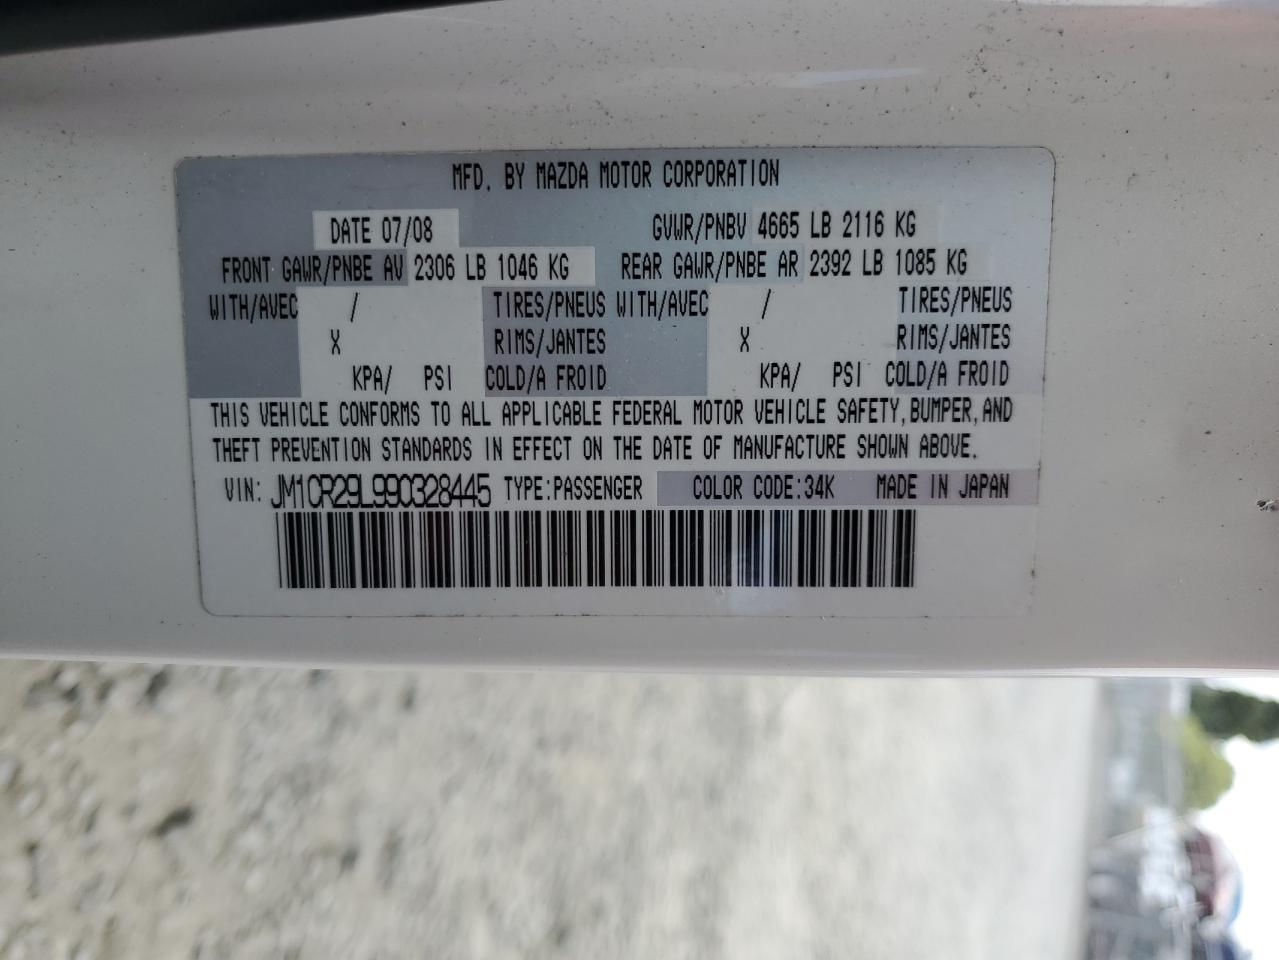 MFD. BY MAZDA MOTOR CORPORATION
DATE 07/08 GVWR/PNBV 4665 LB 2116 KG
FRONT GAWR/PNBE AV 2306 LB 1046 KG REAR GAWR/PNBE AR 2392 LB 1085 KG
WITH/AVEC / TIRES/PNEUS WITH/AVEC / TIRES/PNEUS
X RIMS/JANTES X RIMS/JANTES
KPA/ PSI COLD/A FROID KPA/ PSI COLD/A FROID
THIS VEHICLE CONFORMS TO ALL APPLICABLE FEDERAL MOTOR VEHICLE SAFETY, BUMPER, AND
THEFT PREVENTION STANDARDS IN EFFECT ON THE DATE OF MANUFACTURE SHOWN ABOVE.
VIN: JM1CR29L990328445 TYPE:PASSENGER COLOR CODE:34K MADE IN JAPAN